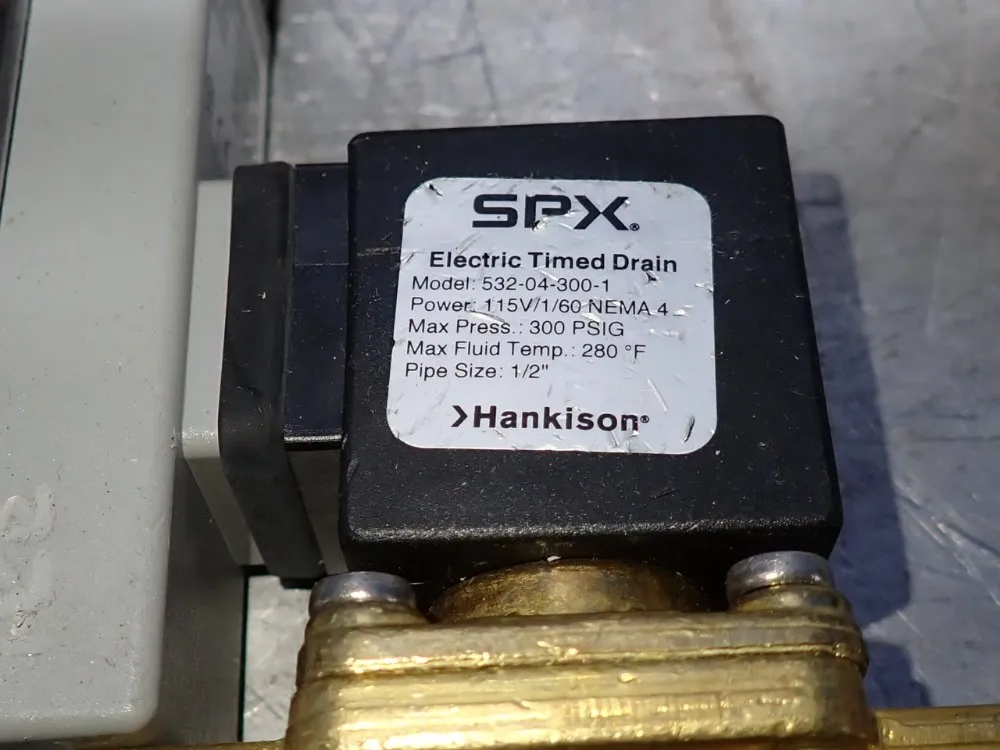 SPX®
Electric Timed Drain
Model: 532-04-300-1
Power: 115V/1/60 NEMA 4
Max Press.: 300 PSIG
Max Fluid Temp.: 280 °F
Pipe Size: 1/2"
Hankison®